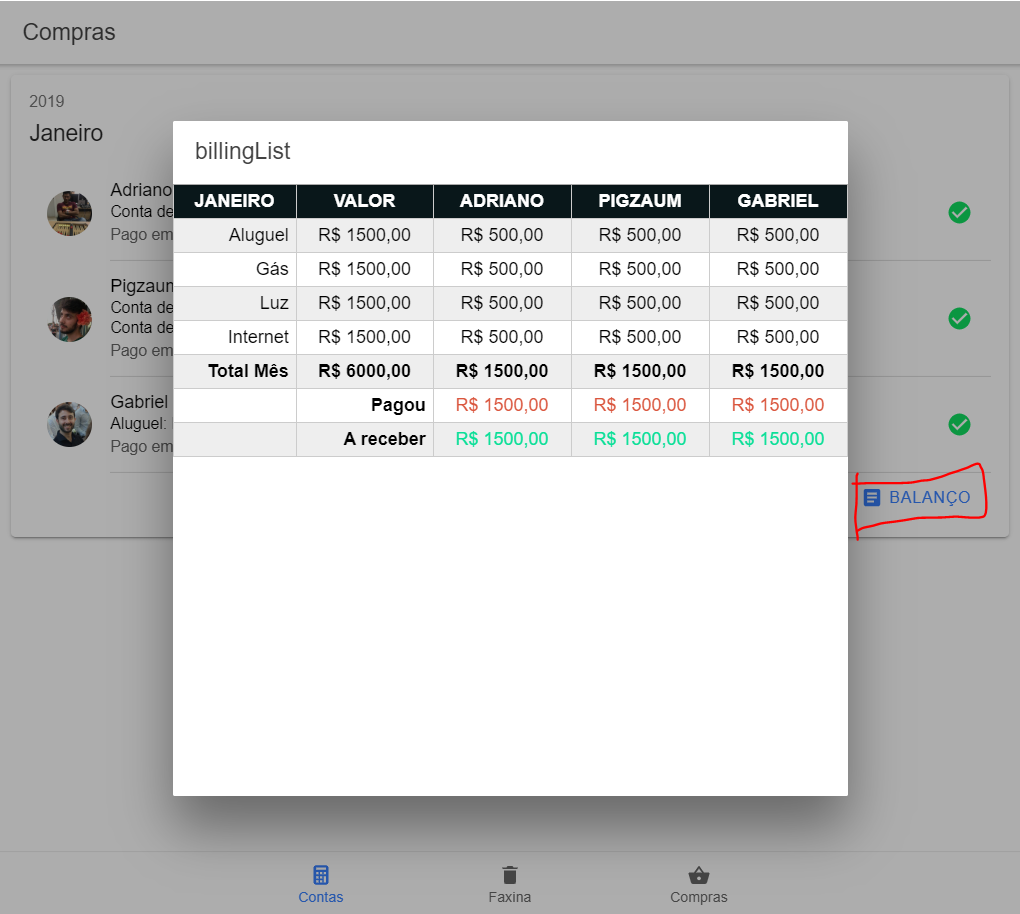 Compras
2019
Janeiro
Adriano
Conta de
Pago em
Pigzaum
Conta de
Conta de
Pago em
Gabriel
Aluguel:
Pago em
BALANÇO
billingList
JANEIRO VALOR ADRIANO PIGZAUM GABRIEL
Aluguel R$ 1500,00 R$ 500,00 R$ 500,00 R$ 500,00
Gás R$ 1500,00 R$ 500,00 R$ 500,00 R$ 500,00
Luz R$ 1500,00 R$ 500,00 R$ 500,00 R$ 500,00
Internet R$ 1500,00 R$ 500,00 R$ 500,00 R$ 500,00
Total Mês R$ 6000,00 R$ 1500,00 R$ 1500,00 R$ 1500,00
Pagou R$ 1500,00 R$ 1500,00 R$ 1500,00
A receber R$ 1500,00 R$ 1500,00 R$ 1500,00
Contas Faxina Compras